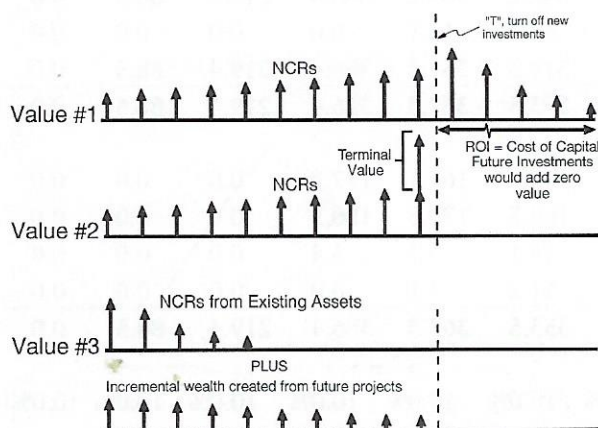 "T", turn off new
investments
NCRs
Value #1
ROI = Cost of Capital
Future Investments
would add zero
value
Terminal
Value
NCRs
Value #2
NCRs from Existing Assets
Value #3
PLUS
Incremental wealth created from future projects